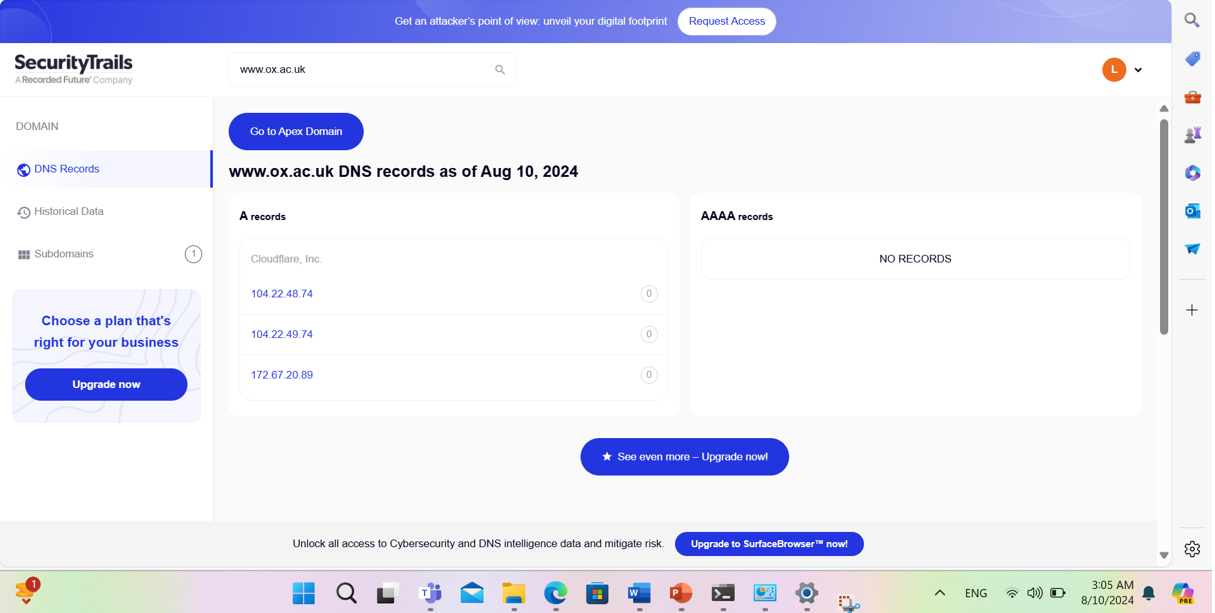 Get an attacker's point of view: unveil your digital footprint
Request Access
SecurityTrails
A Recorded Future® Company
www.ox.ac.uk
L
DOMAIN
DNS Records
Historical Data
Subdomains
1
Choose a plan that's
right for your business
Upgrade now
Go to Apex Domain
www.ox.ac.uk DNS records as of Aug 10, 2024
A records
Cloudflare, Inc.
104.22.48.74 0
104.22.49.74 0
172.67.20.89 0
AAAA records
NO RECORDS
★ See even more – Upgrade now!
Unlock all access to Cybersecurity and DNS intelligence data and mitigate risk.
Upgrade to SurfaceBrowser™ now!
1
T
W
P
ENG
3:05 AM
8/10/2024
PRE